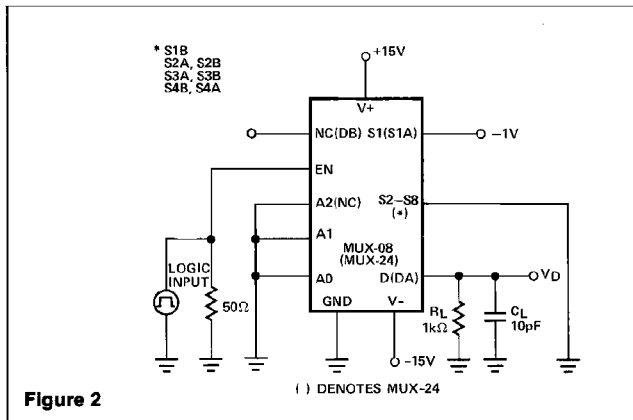 * S1B
S2A, S2B
S3A, S3B
S4B, S4A
+15V
V+
NC(DB)
S1(S1A)
−1V
EN
A2(NC)
S2–S8
(*)
A1
MUX-08
(MUX-24)
LOGIC
INPUT
A0
D(DA)
VD
50Ω
GND
V−
RL
1kΩ
CL
10pF
−15V
Figure 2
( ) DENOTES MUX-24